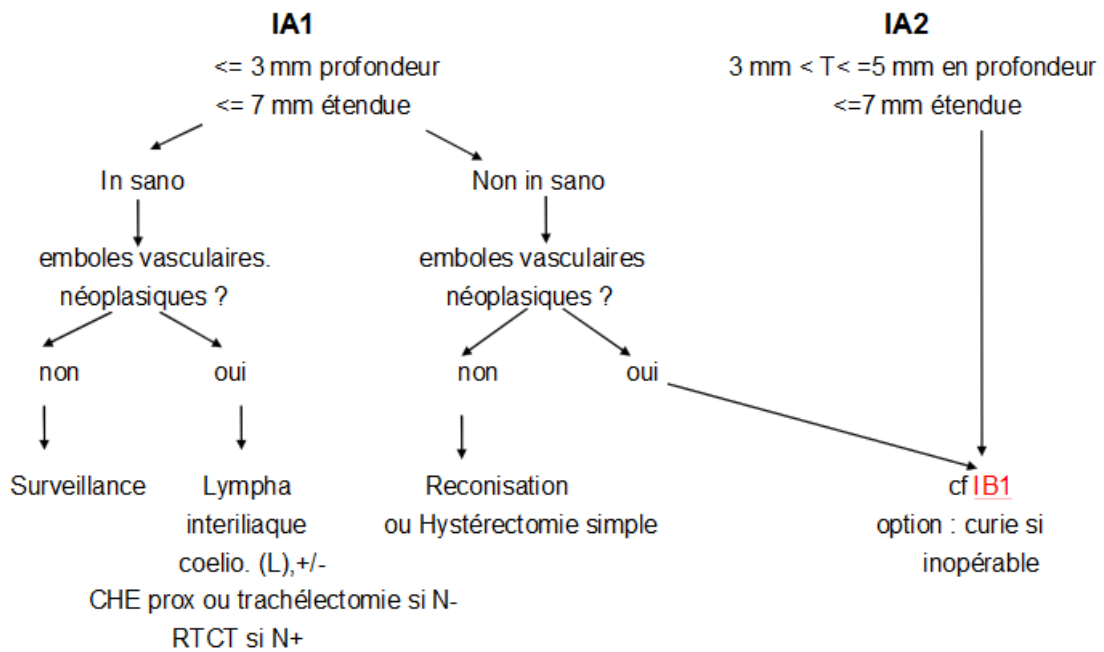 IA1
<= 3 mm profondeur
<= 7 mm étendue
IA2
3 mm < T< =5 mm en profondeur
<=7 mm étendue
In sano
Non in sano
emboles vasculaires.
néoplasiques ?
emboles vasculaires
néoplasiques ?
non
oui
non
oui
Surveillance
Lympha
interiliaque
coelio. (L),+/-
CHE prox ou trachélectomie si N-
RTCT si N+
Reconisation
ou Hystérectomie simple
cf IB1
option : curie si
inopérable